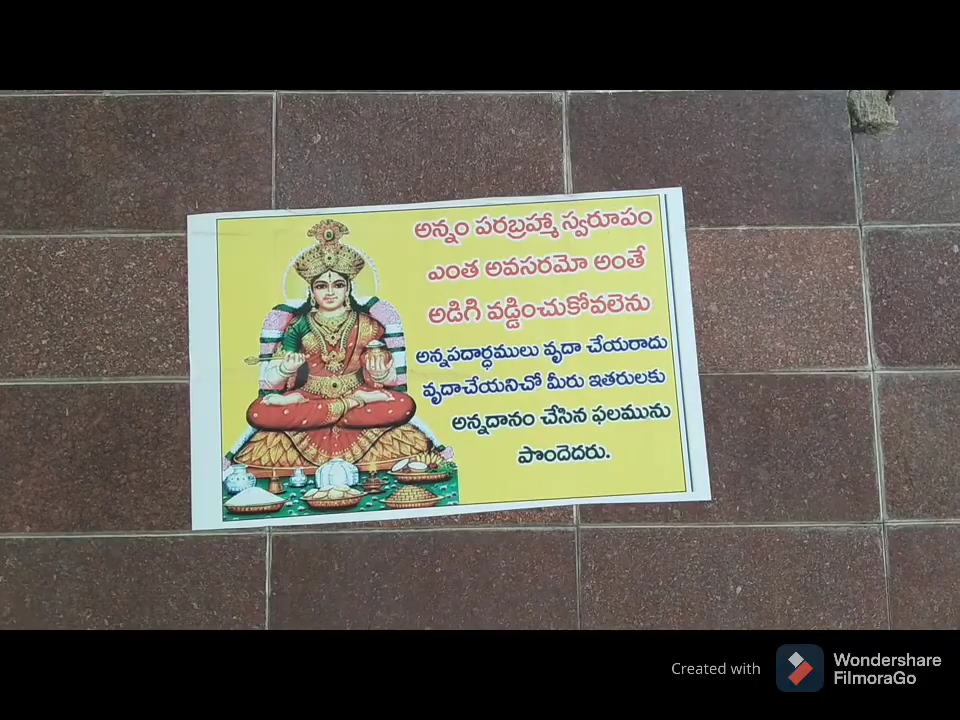 అన్నం పరబ్రహ్మ స్వరూపం
ఎంత అవసరమో అంతే
అడిగి వడ్డించుకోవలెను
అన్నపదార్ధములు వృదా చేయరాదు
వృదాచేయనిచో మీరు ఇతరులకు
అన్నదానం చేసిన ఫలమును
పొందెదరు.
Created with Wondershare
FilmoraGo